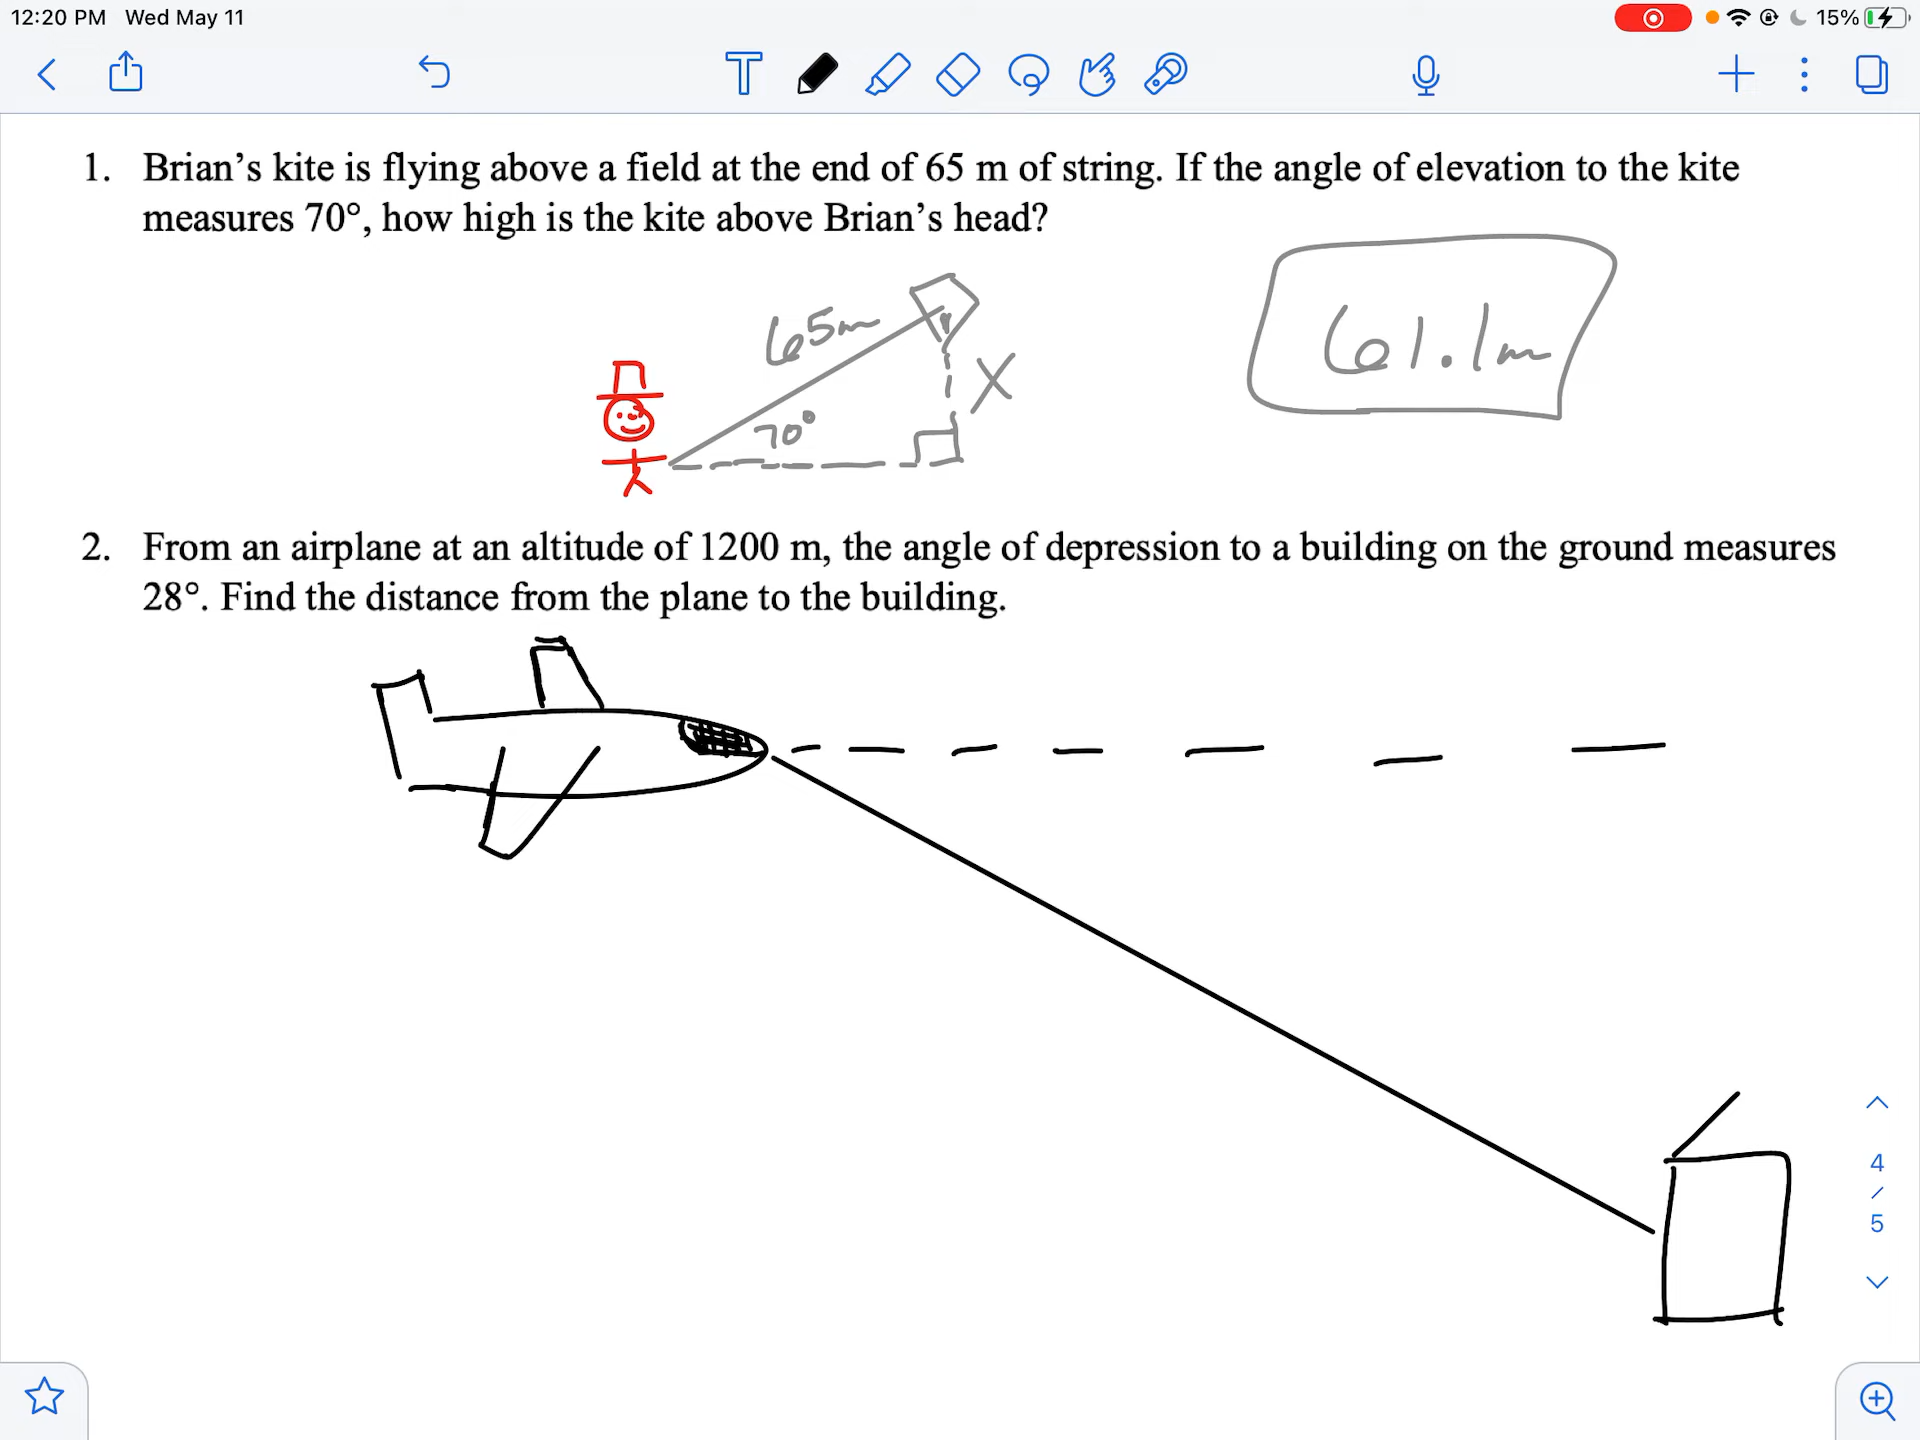 12:20 PM Wed May 11
15%
T
1. Brian’s kite is flying above a field at the end of 65 m of string. If the angle of elevation to the kite
measures 70°, how high is the kite above Brian’s head?
65m
X
70°
61.1m
2. From an airplane at an altitude of 1200 m, the angle of depression to a building on the ground measures
28°. Find the distance from the plane to the building.
4
/
5